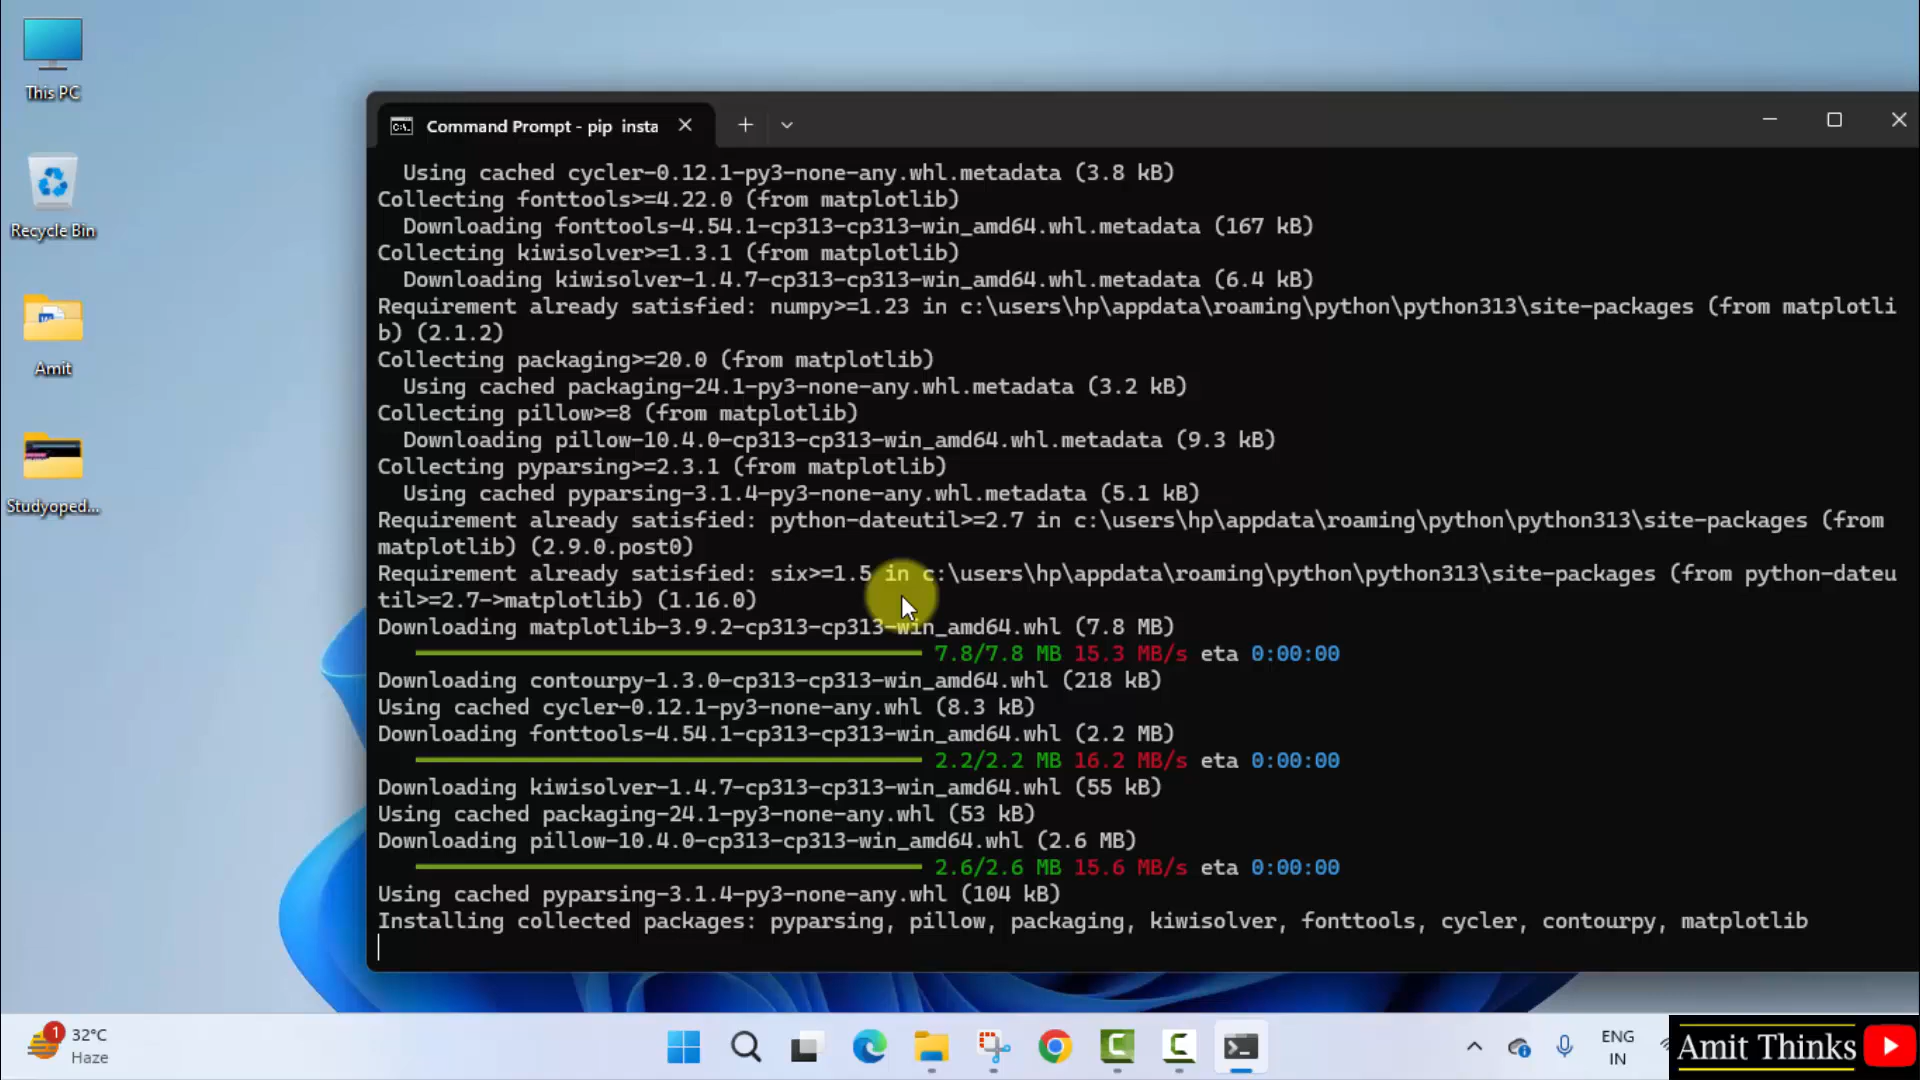 This PC
Recycle Bin
Amit
Studyoped...
Command Prompt - pip insta
Using cached cycler-0.12.1-py3-none-any.whl.metadata (3.8 kB)
Collecting fonttools>=4.22.0 (from matplotlib)
Downloading fonttools-4.54.1-cp313-cp313-win_amd64.whl.metadata (167 kB)
Collecting kiwisolver>=1.3.1 (from matplotlib)
Downloading kiwisolver-1.4.7-cp313-cp313-win_amd64.whl.metadata (6.4 kB)
Requirement already satisfied: numpy>=1.23 in c:\users\hp\appdata\roaming\python\python313\site-packages (from matplotli
b) (2.1.2)
Collecting packaging>=20.0 (from matplotlib)
Using cached packaging-24.1-py3-none-any.whl.metadata (3.2 kB)
Collecting pillow>=8 (from matplotlib)
Downloading pillow-10.4.0-cp313-cp313-win_amd64.whl.metadata (9.3 kB)
Collecting pyparsing>=2.3.1 (from matplotlib)
Using cached pyparsing-3.1.4-py3-none-any.whl.metadata (5.1 kB)
Requirement already satisfied: python-dateutil>=2.7 in c:\users\hp\appdata\roaming\python\python313\site-packages (from
matplotlib) (2.9.0.post0)
Requirement already satisfied: six>=1.5 in c:\users\hp\appdata\roaming\python\python313\site-packages (from python-dateu
til>=2.7->matplotlib) (1.16.0)
Downloading matplotlib-3.9.2-cp313-cp313-win_amd64.whl (7.8 MB)
7.8/7.8 MB 15.3 MB/s eta 0:00:00
Downloading contourpy-1.3.0-cp313-cp313-win_amd64.whl (218 kB)
Using cached cycler-0.12.1-py3-none-any.whl (8.3 kB)
Downloading fonttools-4.54.1-cp313-cp313-win_amd64.whl (2.2 MB)
2.2/2.2 MB 16.2 MB/s eta 0:00:00
Downloading kiwisolver-1.4.7-cp313-cp313-win_amd64.whl (55 kB)
Using cached packaging-24.1-py3-none-any.whl (53 kB)
Downloading pillow-10.4.0-cp313-cp313-win_amd64.whl (2.6 MB)
2.6/2.6 MB 15.6 MB/s eta 0:00:00
Using cached pyparsing-3.1.4-py3-none-any.whl (104 kB)
Installing collected packages: pyparsing, pillow, packaging, kiwisolver, fonttools, cycler, contourpy, matplotlib
1
32°C
Haze
ENG
IN
Amit Thinks